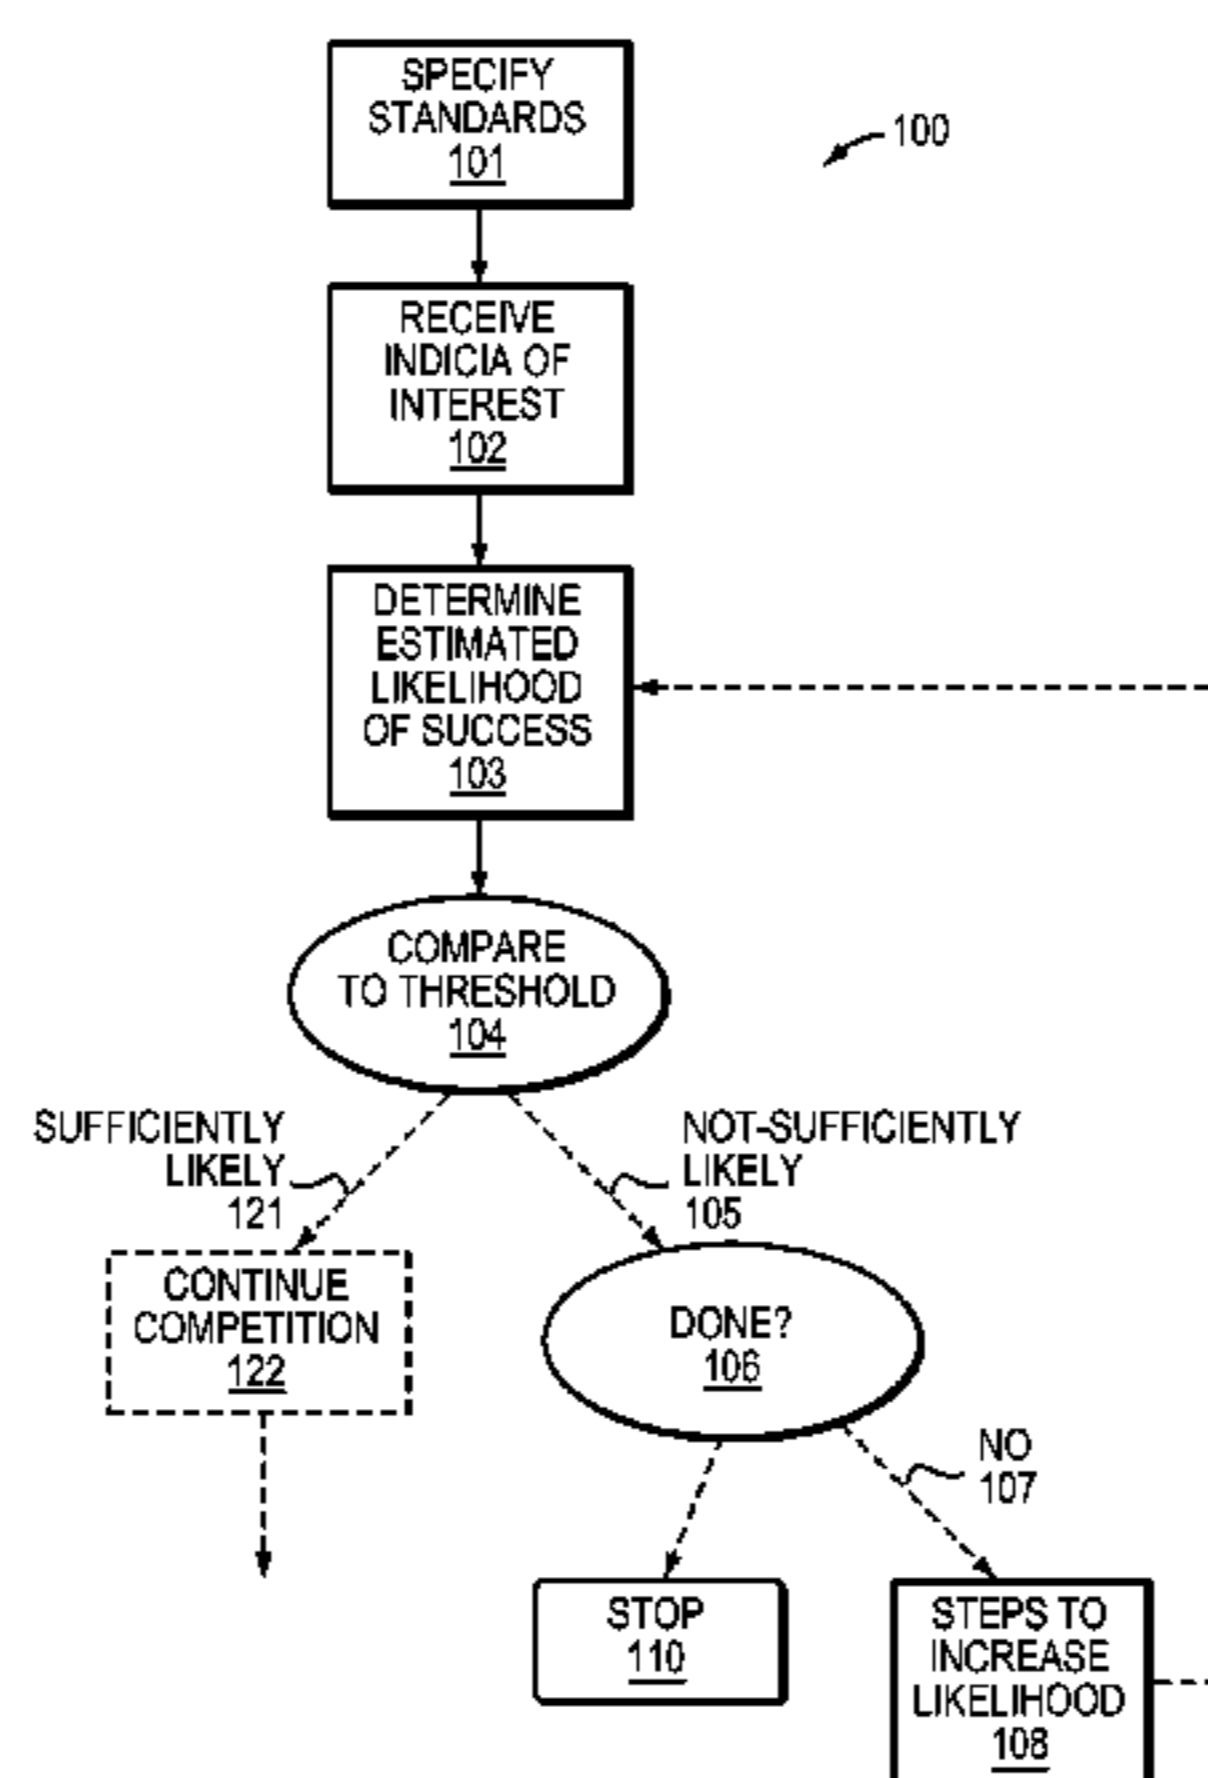 SPECIFY
STANDARDS
101
100
RECEIVE
INDICIA OF
INTEREST
102
DETERMINE
ESTIMATED
LIKELIHOOD
OF SUCCESS
103
COMPARE
TO THRESHOLD
104
SUFFICIENTLY
LIKELY
121
NOT-SUFFICIENTLY
LIKELY
105
CONTINUE
COMPETITION
122
DONE?
106
NO
107
STOP
110
STEPS TO
INCREASE
LIKELIHOOD
108